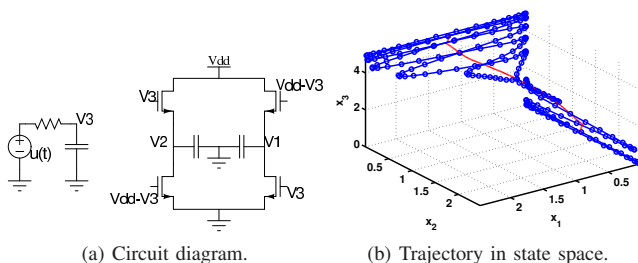 Vdd
V3
Vdd-V3
V3
V2
V1
u(t)
Vdd-V3
V3
4
2
0
x3
0.5
1
1.5
2
x2
2
1.5
1
0.5
x1
(a) Circuit diagram.
(b) Trajectory in state space.